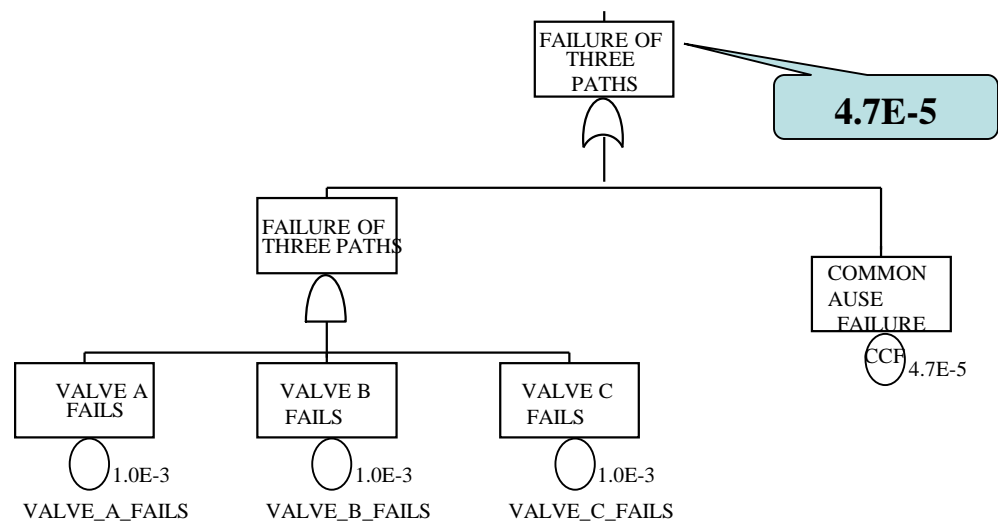 FAILURE OF
THREE
PATHS
4.7E-5
FAILURE OF
THREE PATHS
COMMON
AUSE
FAILURE
CCF
4.7E-5
VALVE A
FAILS
VALVE B
FAILS
VALVE C
FAILS
1.0E-3
1.0E-3
1.0E-3
VALVE_A_FAILS
VALVE_B_FAILS
VALVE_C_FAILS